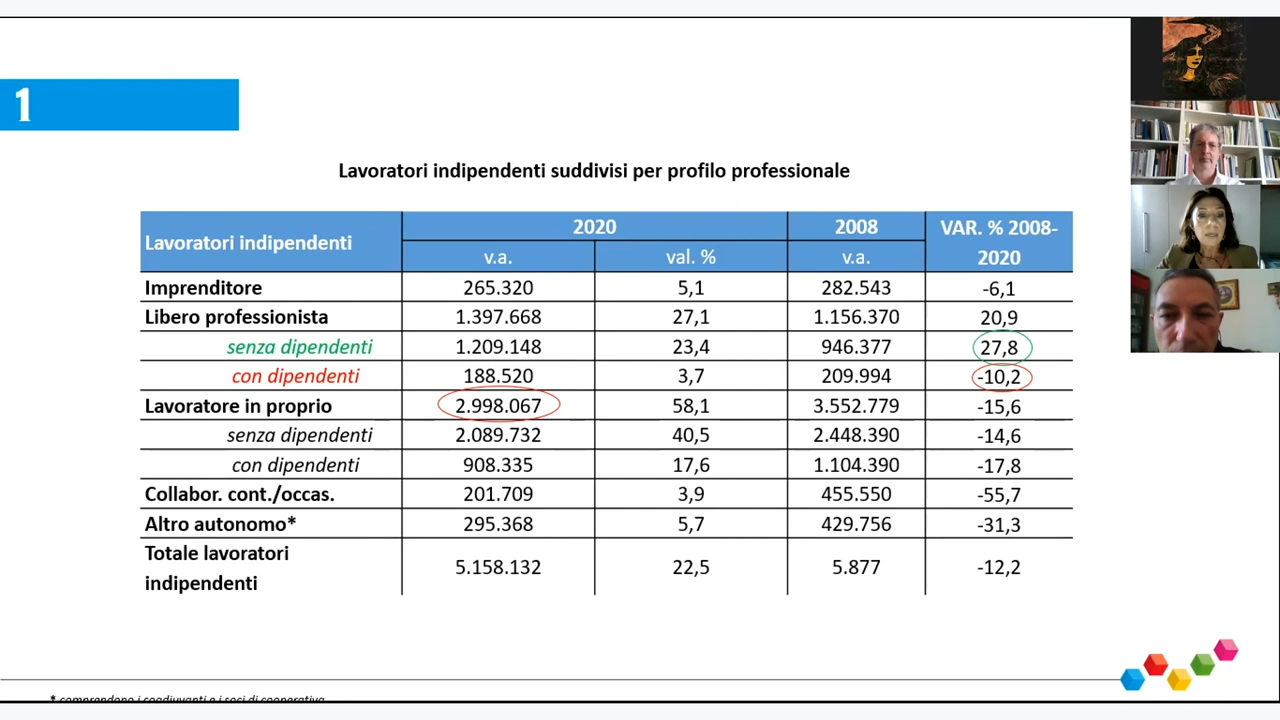 1
Lavoratori indipendenti suddivisi per profilo professionale
Lavoratori indipendenti 2020 2008 VAR. % 2008-2020
v.a. val. % v.a.
Imprenditore 265.320 5,1 282.543 -6,1
Libero professionista 1.397.668 27,1 1.156.370 20,9
senza dipendenti 1.209.148 23,4 946.377 27,8
con dipendenti 188.520 3,7 209.994 -10,2
Lavoratore in proprio 2.998.067 58,1 3.552.779 -15,6
senza dipendenti 2.089.732 40,5 2.448.390 -14,6
con dipendenti 908.335 17,6 1.104.390 -17,8
Collabor. cont./occas. 201.709 3,9 455.550 -55,7
Altro autonomo* 295.368 5,7 429.756 -31,3
Totale lavoratori
indipendenti 5.158.132 22,5 5.877 -12,2
* comprendono i coadiuvanti e i soci di cooperativa